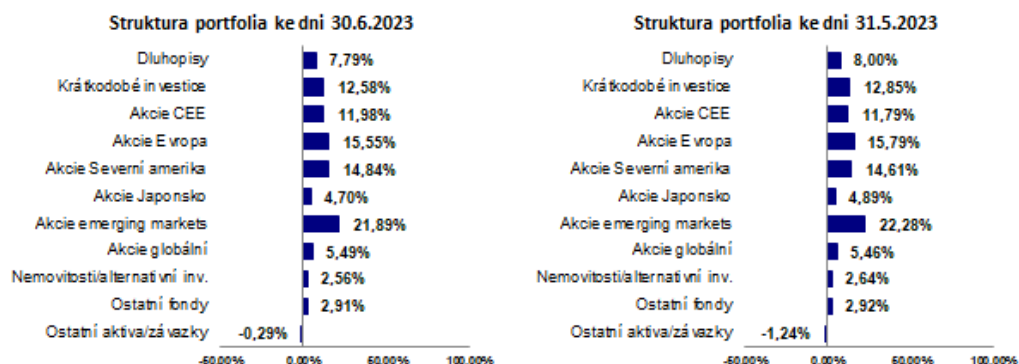 Struktura portfolia ke dni 30.6.2023
Dluhopisy 7,79%
Krátkodobé investice 12,58%
Akcie CEE 11,98%
Akcie Evropa 15,55%
Akcie Severní amerika 14,84%
Akcie Japonsko 4,70%
Akcie emerging markets 21,89%
Akcie globální 5,49%
Nemovitosti/alternativní inv. 2,56%
Ostatní fondy 2,91%
Ostatní aktiva/závazky -0,29%
-50,00% 0,00% 50,00% 100,00%
Struktura portfolia ke dni 31.5.2023
Dluhopisy 8,00%
Krátkodobé investice 12,85%
Akcie CEE 11,79%
Akcie Evropa 15,79%
Akcie Severní amerika 14,61%
Akcie Japonsko 4,89%
Akcie emerging markets 22,28%
Akcie globální 5,46%
Nemovitosti/alternativní inv. 2,64%
Ostatní fondy 2,92%
Ostatní aktiva/závazky -1,24%
-50,00% 0,00% 50,00% 100,00%